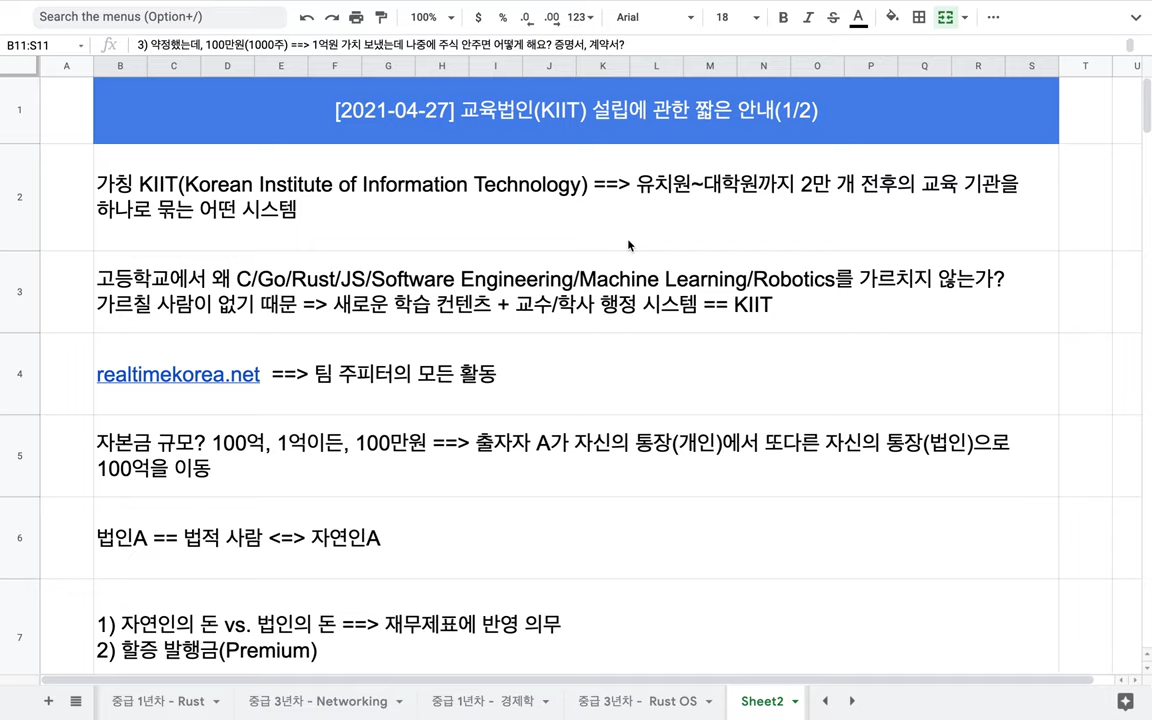 Search the menus (Option+/)
100%
$ % .0 .00 123
Arial
18
B I S A
B11:S11
fx 3) 약정했는데, 100만원(1000주) ==> 1억원 가치 보냈는데 나중에 주식 안주면 어떻게 해요? 증명서, 계약서?
A B C D E F G H I J K L M N O P Q R S T U
1 [2021-04-27] 교육법인(KIIT) 설립에 관한 짧은 안내(1/2)
2 가칭 KIIT(Korean Institute of Information Technology) ==> 유치원~대학원까지 2만 개 전후의 교육 기관을
하나로 묶는 어떤 시스템
3 고등학교에서 왜 C/Go/Rust/JS/Software Engineering/Machine Learning/Robotics를 가르치지 않는가?
가르칠 사람이 없기 때문 => 새로운 학습 컨텐츠 + 교수/학사 행정 시스템 == KIIT
4 realtimekorea.net ==> 팀 주피터의 모든 활동
5 자본금 규모? 100억, 1억이든, 100만원 ==> 출자자 A가 자신의 통장(개인)에서 또다른 자신의 통장(법인)으로
100억을 이동
6 법인A == 법적 사람 <=> 자연인A
7 1) 자연인의 돈 vs. 법인의 돈 ==> 재무제표에 반영 의무
2) 할증 발행금(Premium)
중급 1년차 - Rust
중급 3년차 - Networking
중급 1년차 - 경제학
중급 3년차 - Rust OS
Sheet2